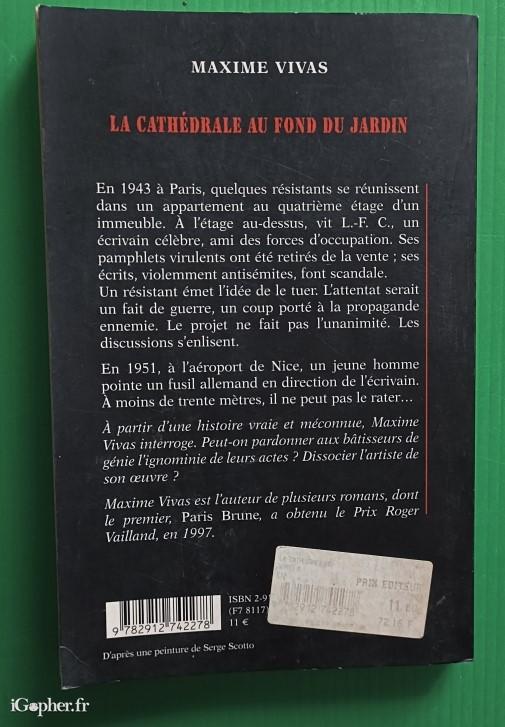 MAXIME VIVAS
LA CATHÉDRALE AU FOND DU JARDIN
En 1943 à Paris, quelques résistants se réunissent
dans un appartement au quatrième étage d'un
immeuble. À l'étage au-dessus, vit L.-F. C., un
écrivain célèbre, ami des forces d'occupation. Ses
pamphlets virulents ont été retirés de la vente ; ses
écrits, violemment antisémites, font scandale.
Un résistant émet l'idée de le tuer. L'attentat serait
un fait de guerre, un coup porté à la propagande
ennemie. Le projet ne fait pas l'unanimité. Les
discussions s'enlisent.
En 1951, à l'aéroport de Nice, un jeune homme
pointe un fusil allemand en direction de l'écrivain.
À moins de trente mètres, il ne peut pas le rater…
À partir d'une histoire vraie et méconnue, Maxime
Vivas interroge. Peut-on pardonner aux bâtisseurs de
génie l'ignominie de leurs actes ? Dissocier l'artiste de
son œuvre ?
Maxime Vivas est l'auteur de plusieurs romans, dont
le premier, Paris Brune, a obtenu le Prix Roger
Vailland, en 1997.
PRIX EDITEUR
11 €
2912 742278
72.16 F
ISBN 2-91
(F7 8117)
11 €
9 782912 742278
D'après une peinture de Serge Scotto
iGopher.fr